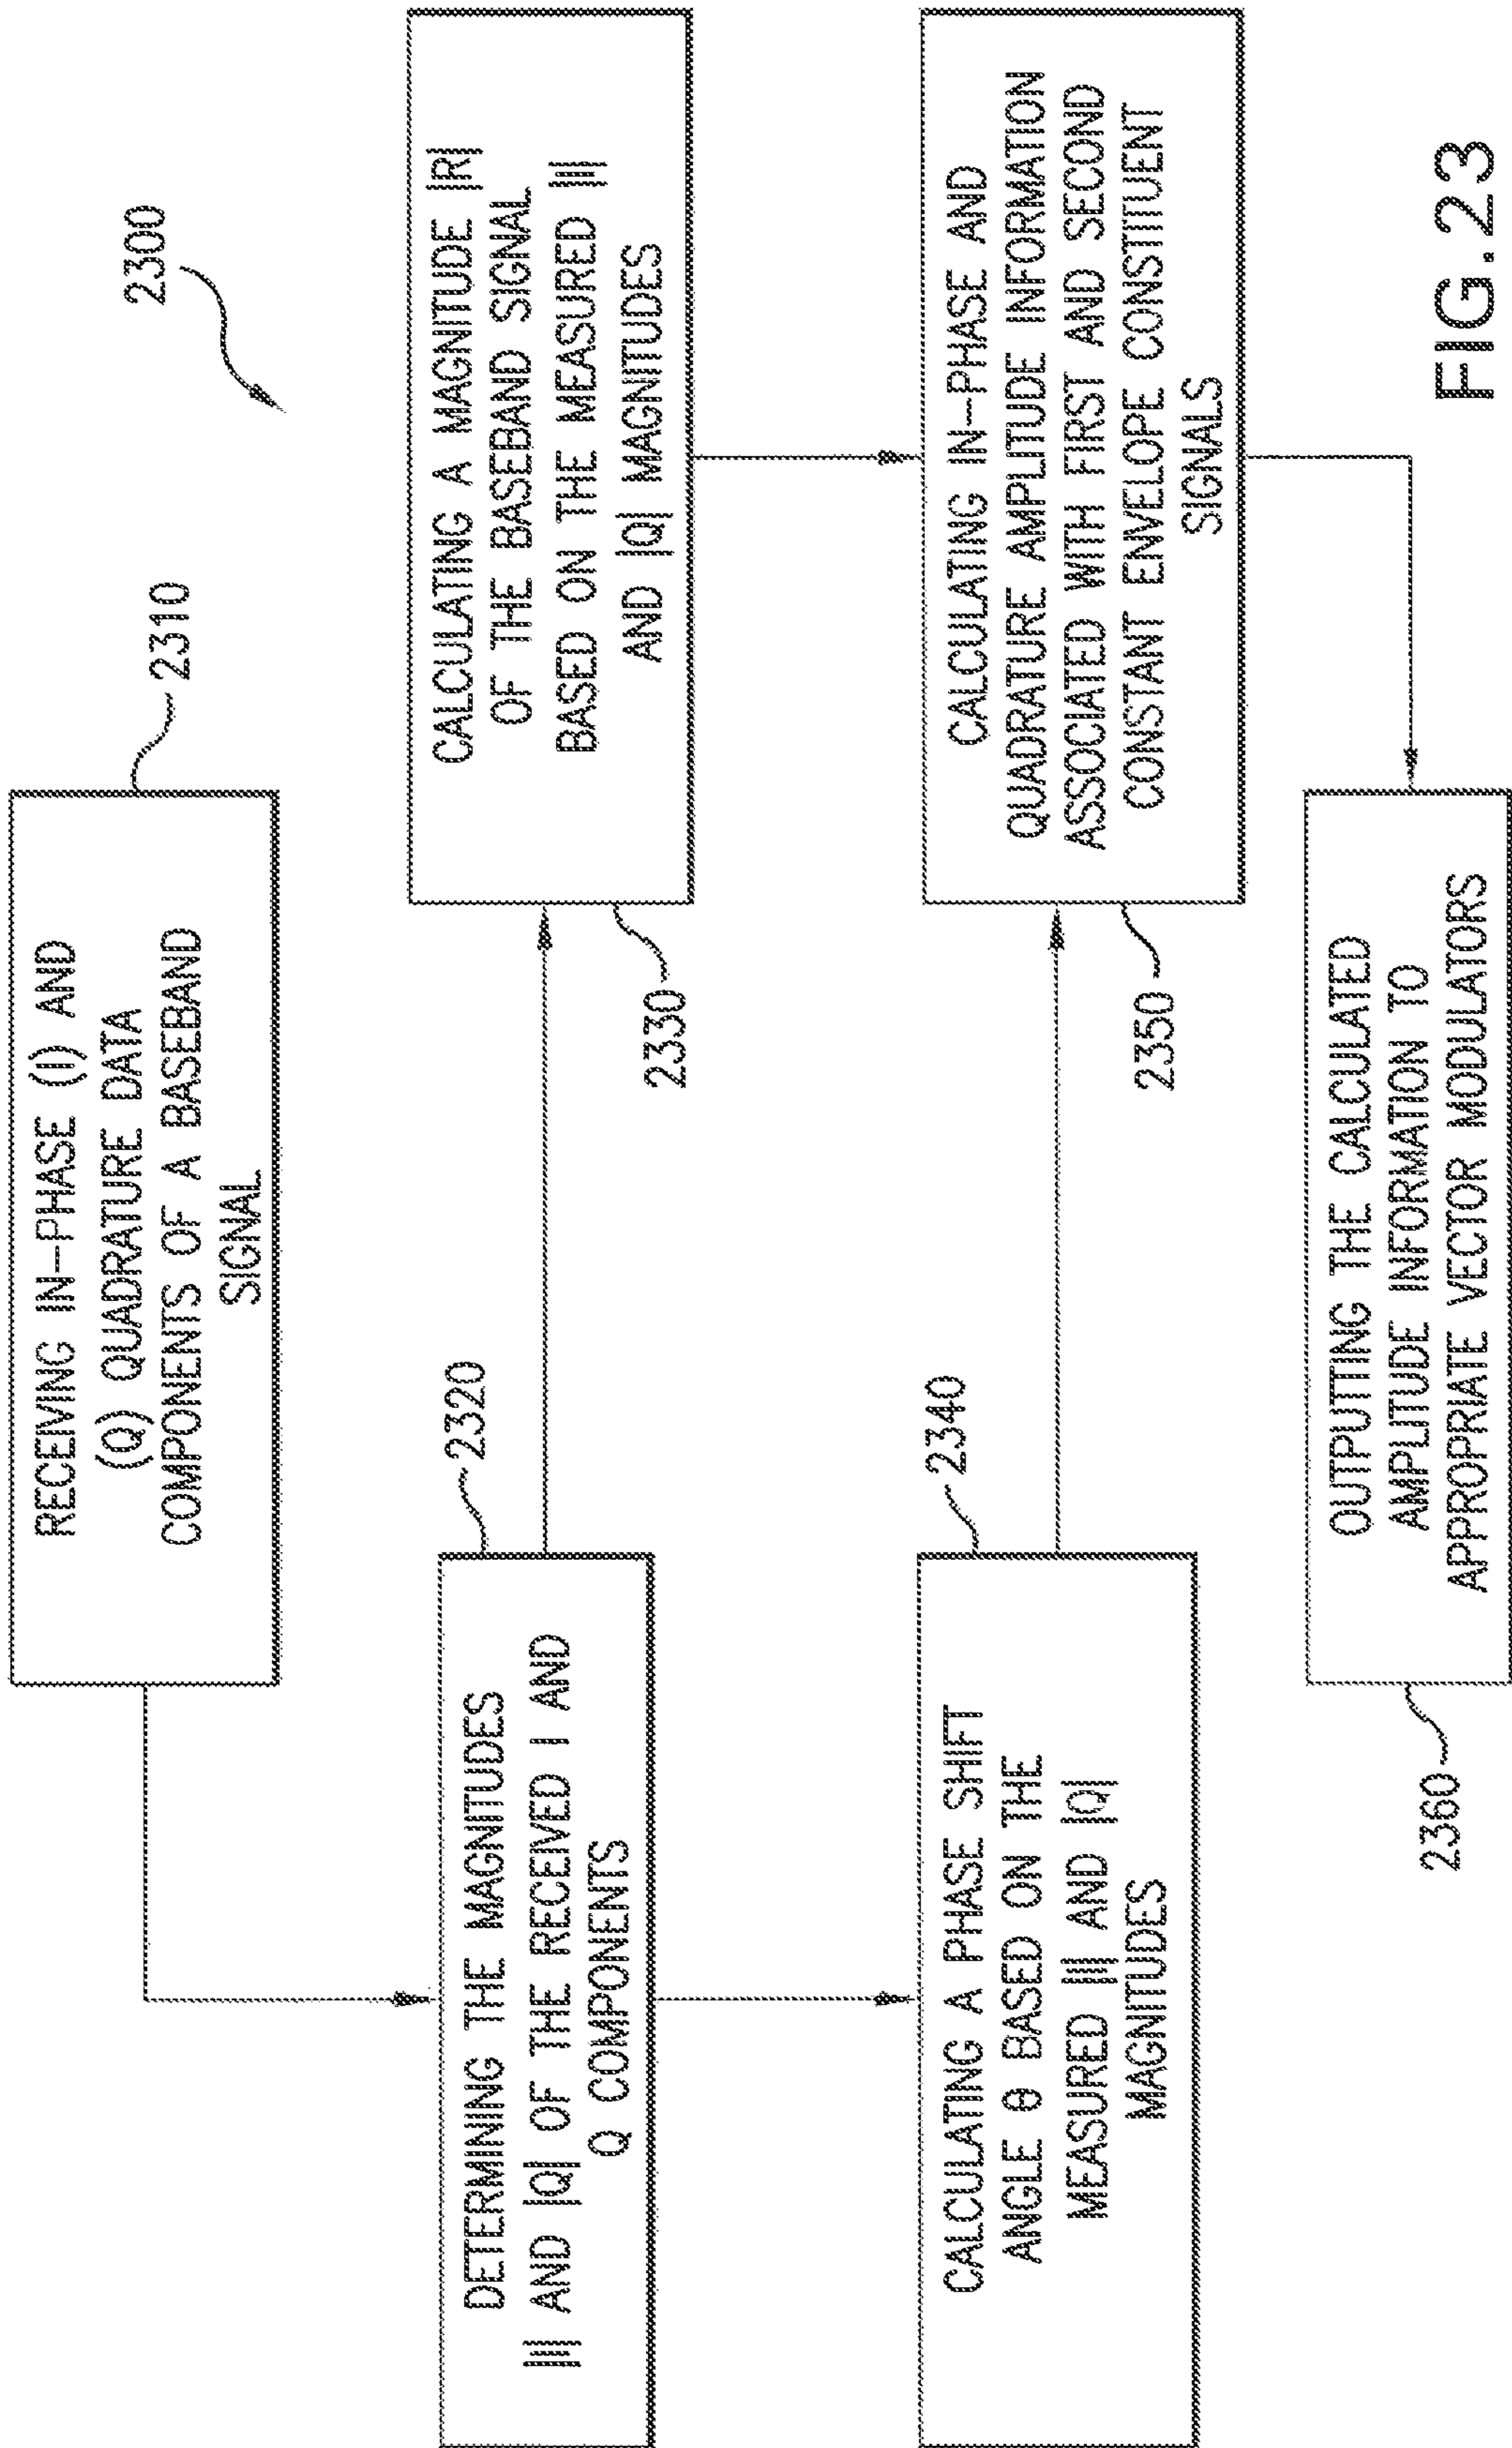 2300
RECEIVING IN-PHASE (I) AND
(Q) QUADRATURE DATA
COMPONENTS OF A BASEBAND
SIGNAL
2310
DETERMINING THE MAGNITUDES
|I| AND |Q| OF THE RECEIVED I AND
Q COMPONENTS
2320
CALCULATING A MAGNITUDE |R|
OF THE BASEBAND SIGNAL
BASED ON THE MEASURED |I|
AND |Q| MAGNITUDES
2330
CALCULATING A PHASE SHIFT
ANGLE θ BASED ON THE
MEASURED |I| AND |Q|
MAGNITUDES
2340
CALCULATING IN-PHASE AND
QUADRATURE AMPLITUDE INFORMATION
ASSOCIATED WITH FIRST AND SECOND
CONSTANT ENVELOPE CONSTITUENT
SIGNALS
2350
OUTPUTTING THE CALCULATED
AMPLITUDE INFORMATION TO
APPROPRIATE VECTOR MODULATORS
2360
FIG. 23